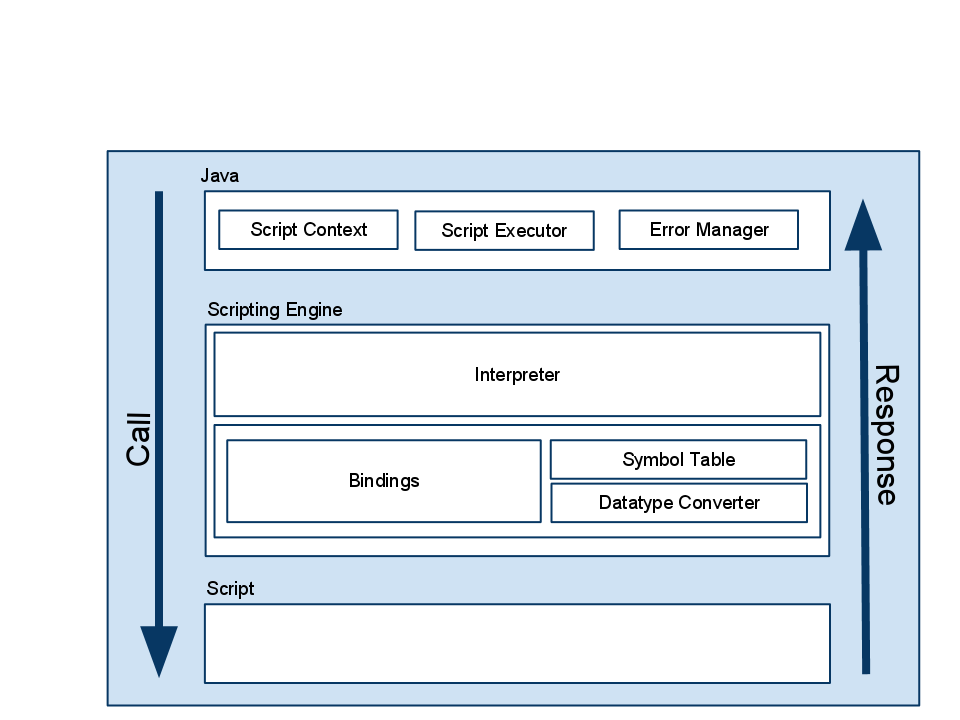 Java
Script Context
Script Executor
Error Manager
Scripting Engine
Interpreter
Call
Response
Bindings
Symbol Table
Datatype Converter
Script